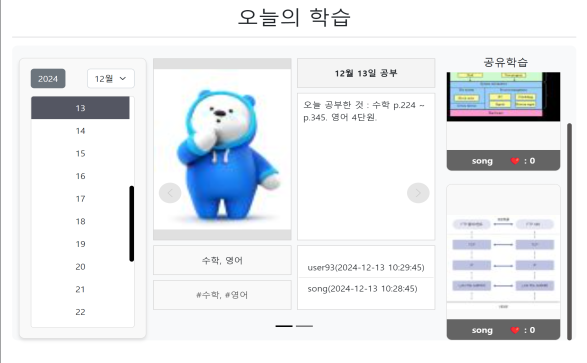 오늘의 학습
2024
12월
13
14
15
16
17
18
19
20
21
22
수학, 영어
#수학, #영어
12월 13일 공부
오늘 공부한 것 : 수학 p.224 ~
p.345. 영어 4단원.
user93(2024-12-13 10:29:45)
song(2024-12-13 10:28:45)
공유학습
song ❤️ : 0
song ❤️ : 0